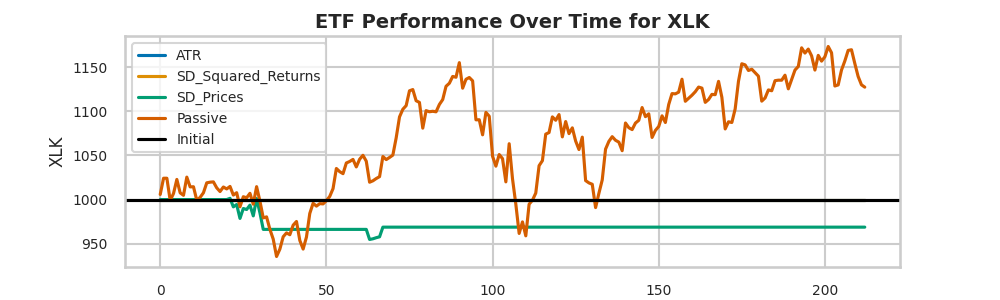 ETF Performance Over Time for XLK
ATR
SD_Squared_Returns
SD_Prices
Passive
Initial
XLK
1150
1100
1050
1000
950
0 50 100 150 200